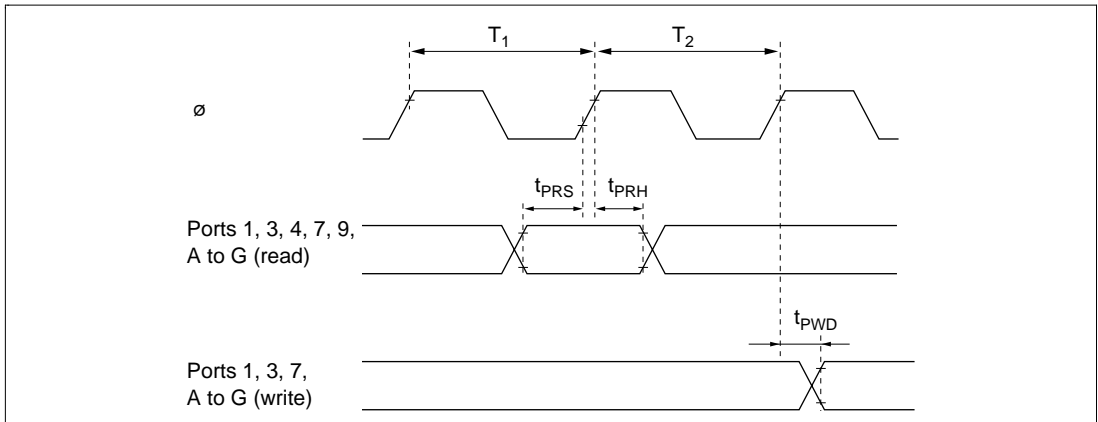 T1
T2
ø
tPRS
tPRH
Ports 1, 3, 4, 7, 9,
A to G (read)
tPWD
Ports 1, 3, 7,
A to G (write)